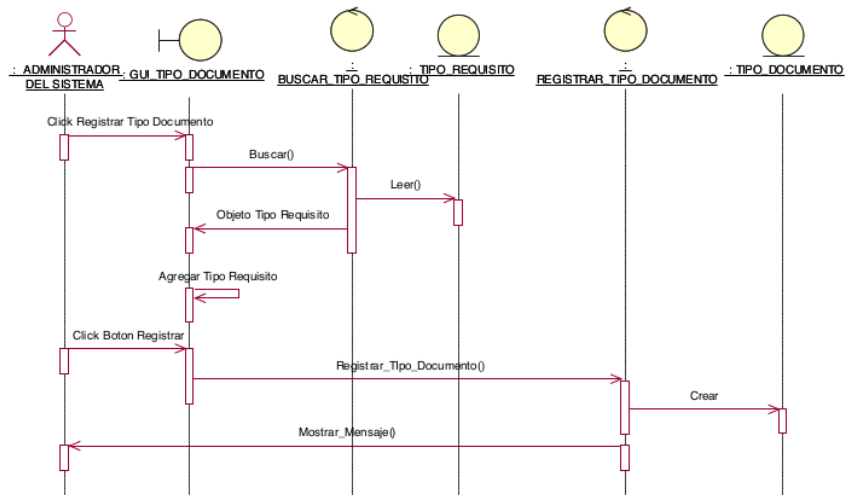 : ADMINISTRADOR
DEL SISTEMA
: GUI_TIPO_DOCUMENTO
:
BUSCAR_TIPO_REQUISITO
: TIPO_REQUISITO
:
REGISTRAR_TIPO_DOCUMENTO
: TIPO_DOCUMENTO
Click Registrar Tipo Documento
Buscar()
Leer()
Objeto Tipo Requisito
Agregar Tipo Requisito
Click Boton Registrar
Registrar_TIpo_Documento()
Crear
Mostrar_Mensaje()